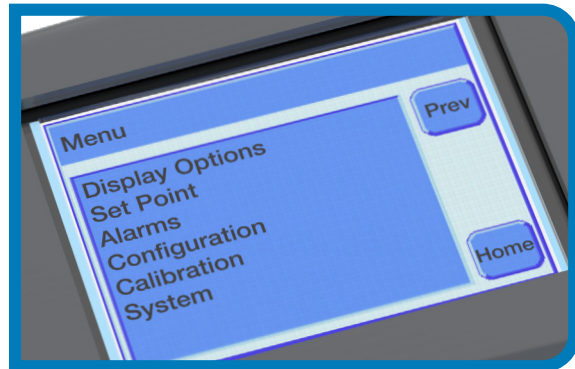 Menu
Prev
Display Options
Set Point
Alarms
Configuration
Calibration
System
Home